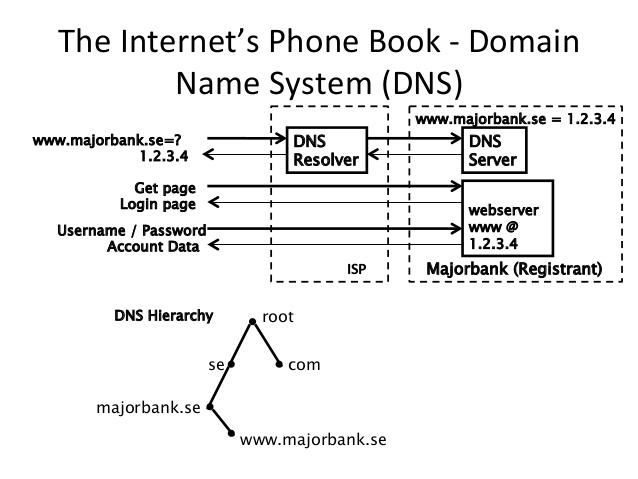 The Internet's Phone Book - Domain
Name System (DNS)
www.majorbank.se = 1.2.3.4
www.majorbank.se=?
1.2.3.4
DNS
Resolver
DNS
Server
Get page
Login page
Username / Password
Account Data
webserver
www @
1.2.3.4
ISP
Majorbank (Registrant)
DNS Hierarchy
root
se
com
majorbank.se
www.majorbank.se